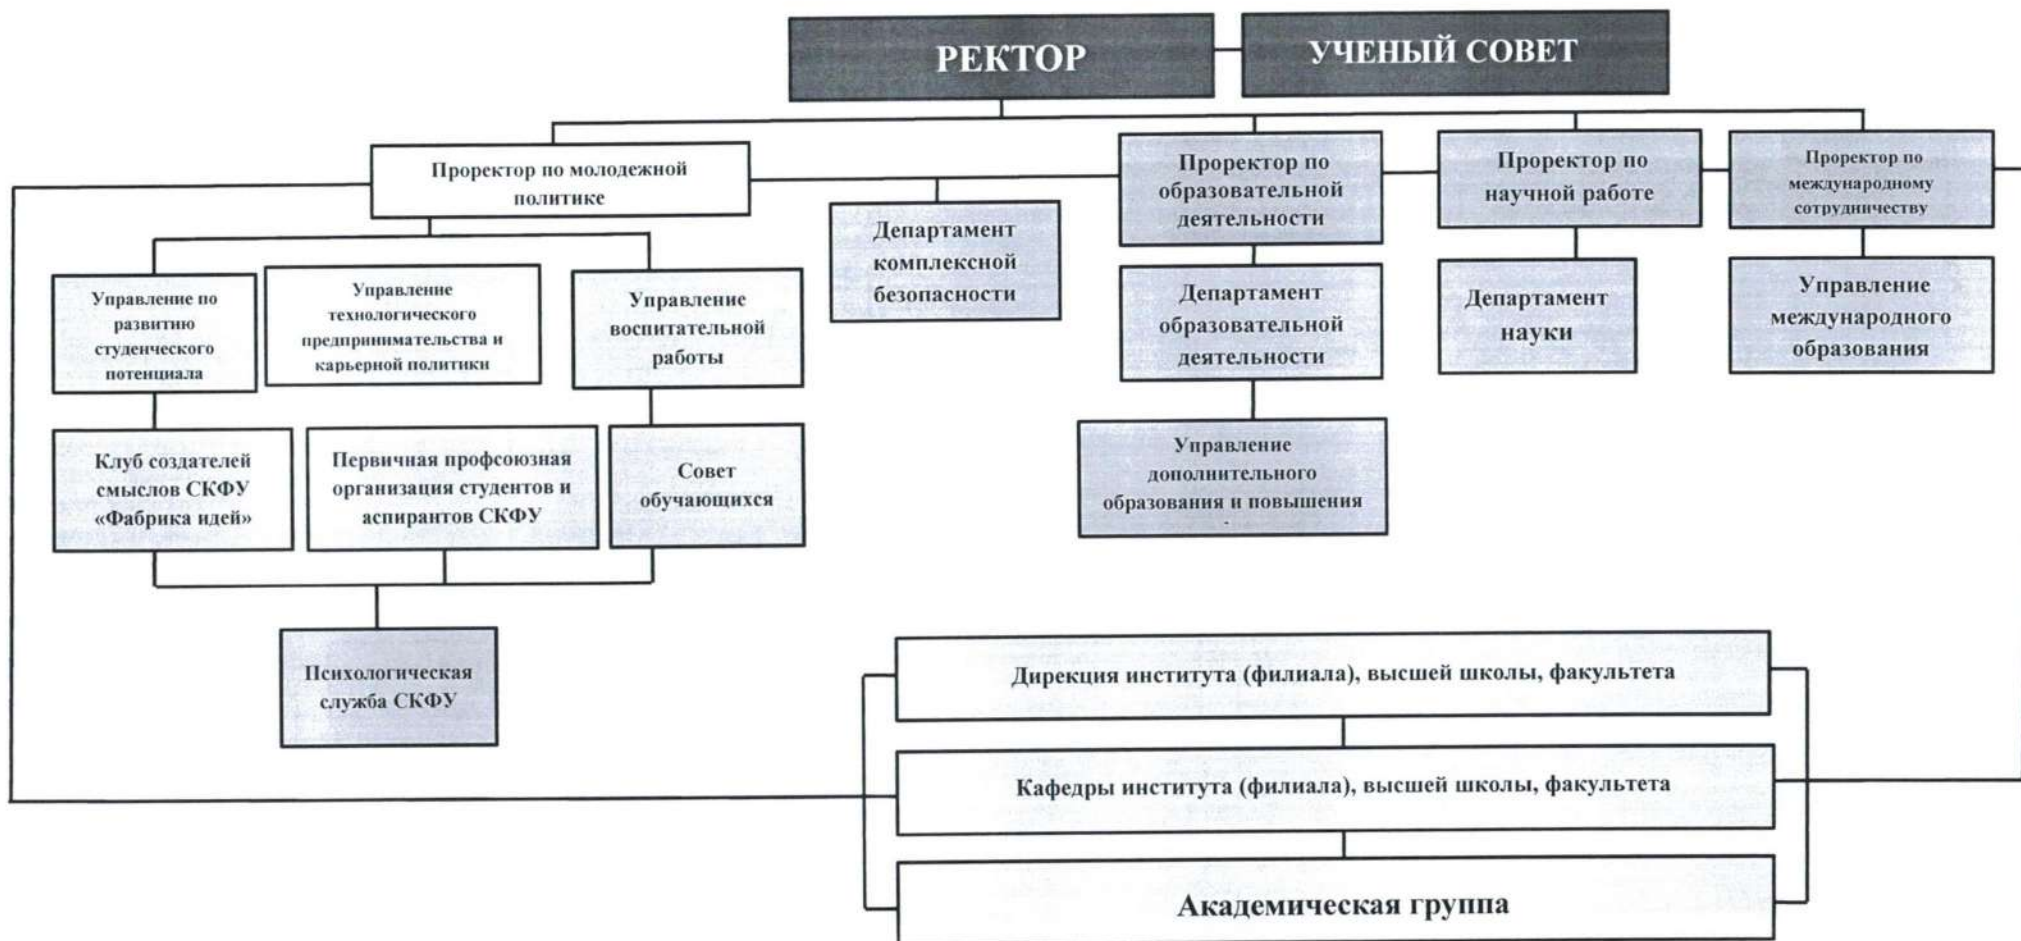 РЕКТОР
УЧЕНЫЙ СОВЕТ
Проректор по молодежной
политике
Проректор по
образовательной
деятельности
Проректор по
научной работе
Проректор по
международному
сотрудничеству
Департамент
комплексной
безопасности
Управление по
развитию
студенческого
потенциала
Управление
технологического
предпринимательства и
карьерной политики
Управление
воспитательной
работы
Департамент
образовательной
деятельности
Департамент
науки
Управление
международного
образования
Клуб создателей
смыслов СКФУ
«Фабрика идей»
Первичная профсоюзная
организация студентов и
аспирантов СКФУ
Совет
обучающихся
Управление
дополнительного
образования и повышения
Психологическая
служба СКФУ
Дирекция института (филиала), высшей школы, факультета
Кафедры института (филиала), высшей школы, факультета
Академическая группа